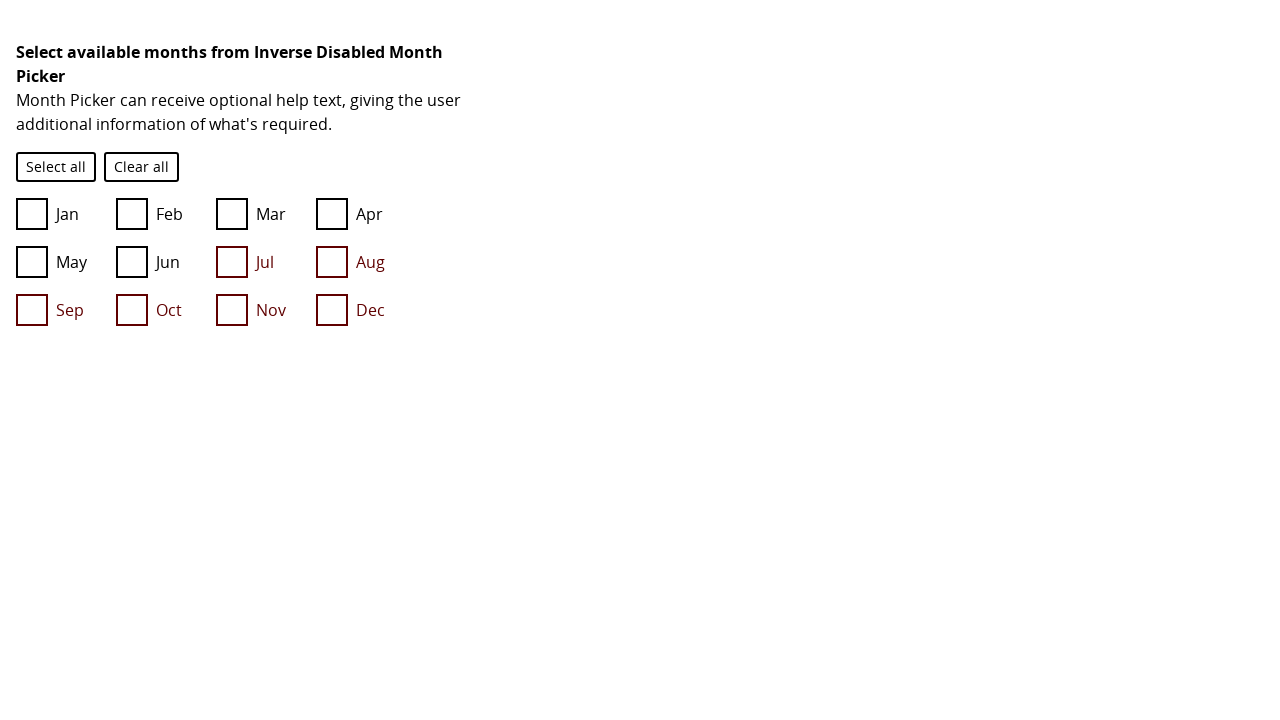 Select available months from Inverse Disabled Month
Picker
Month Picker can receive optional help text, giving the user
additional information of what's required.
Select all Clear all
Jan Feb Mar Apr
May Jun Jul Aug
Sep Oct Nov Dec